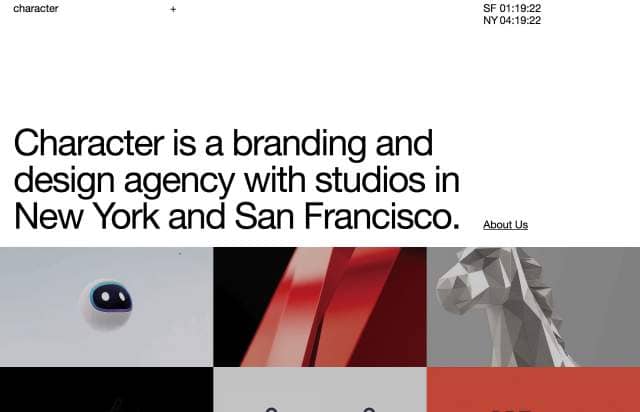 character
+
SF 01:19:22
NY 04:19:22
Character is a branding and
design agency with studios in
New York and San Francisco.
About Us